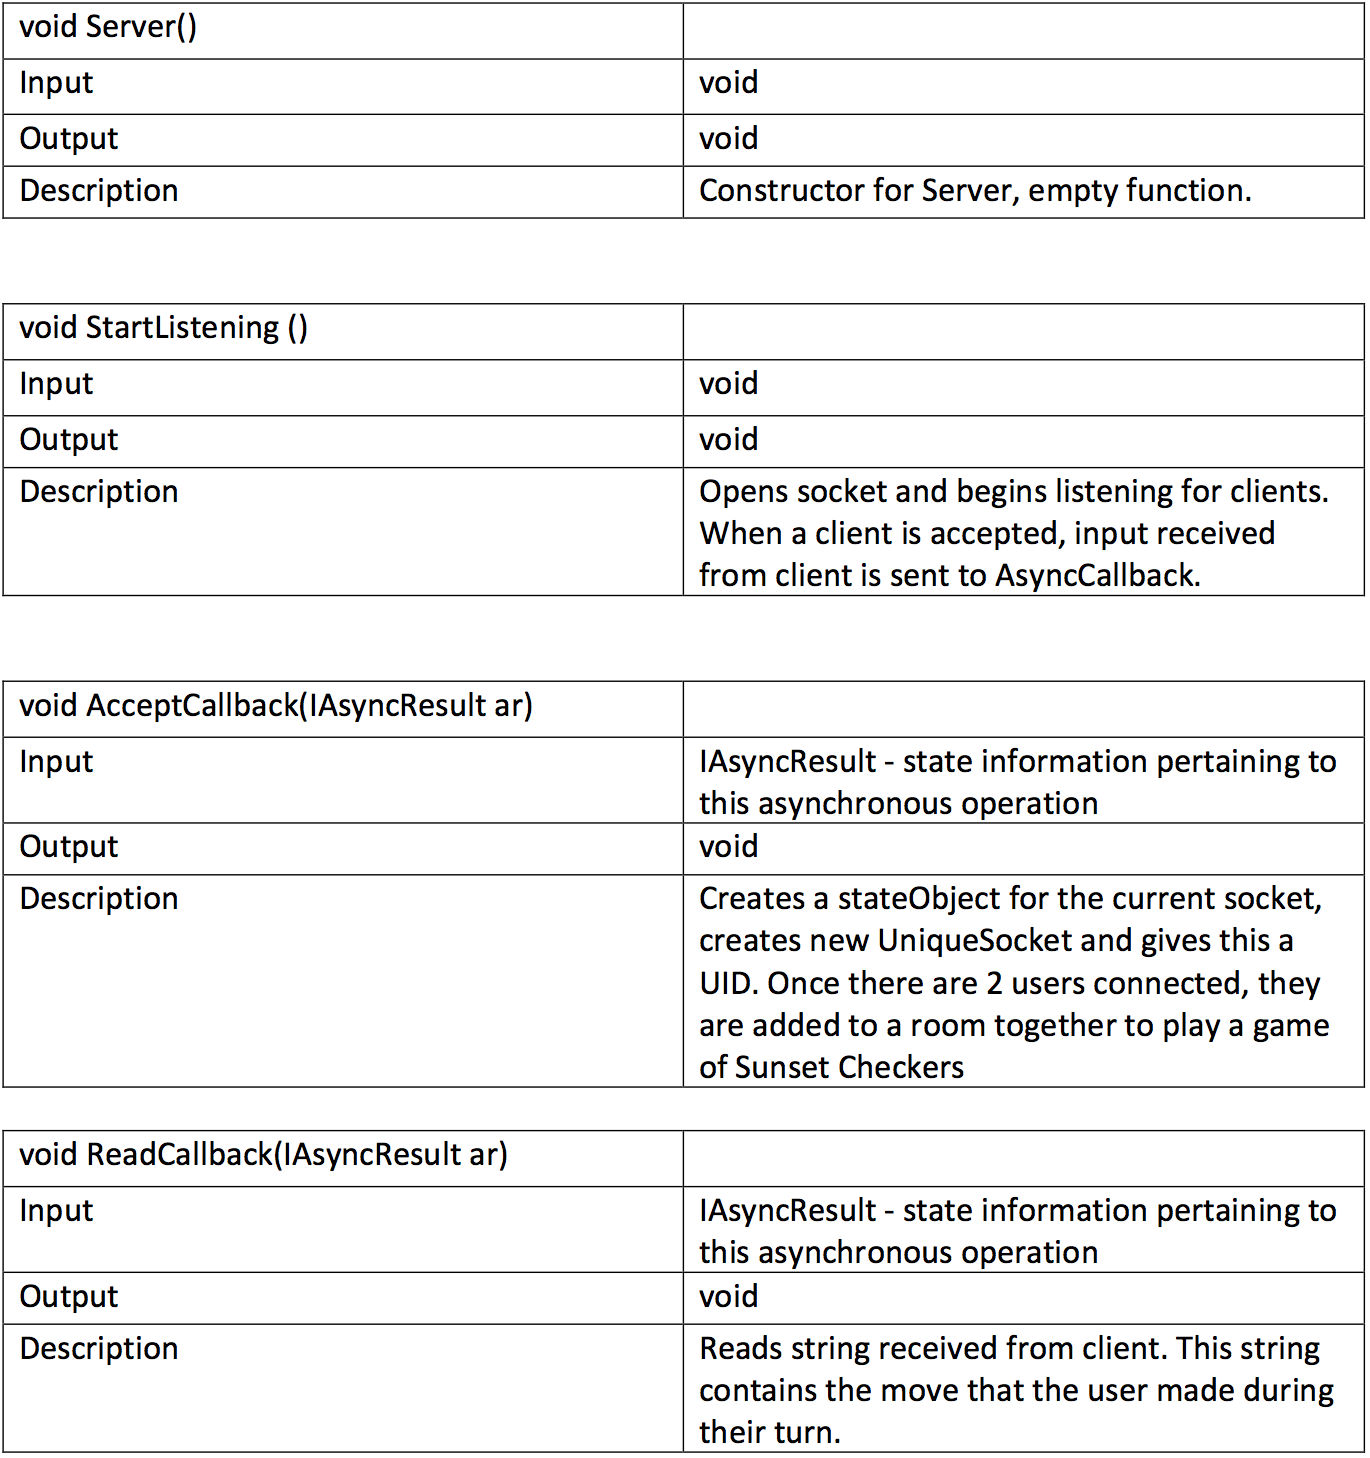 void Server()
Input void
Output void
Description Constructor for Server, empty function.
void StartListening ()
Input void
Output void
Description Opens socket and begins listening for clients.
When a client is accepted, input received
from client is sent to AsyncCallback.
void AcceptCallback(IAsyncResult ar)
Input IAsyncResult - state information pertaining to
this asynchronous operation
Output void
Description Creates a stateObject for the current socket,
creates new UniqueSocket and gives this a
UID. Once there are 2 users connected, they
are added to a room together to play a game
of Sunset Checkers
void ReadCallback(IAsyncResult ar)
Input IAsyncResult - state information pertaining to
this asynchronous operation
Output void
Description Reads string received from client. This string
contains the move that the user made during
their turn.